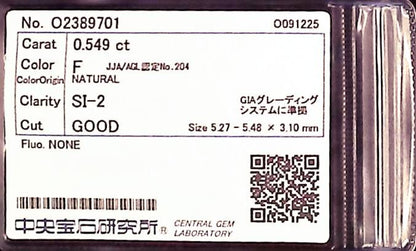 No. O2389701 O091225
Carat 0.549 ct
Color F JJA/AGL認定No.204
ColorOrigin NATURAL
Clarity SI-2 GIAグレーディング
システムに準拠
Cut GOOD Size 5.27 - 5.48 × 3.10 mm
Fluo. NONE
中央宝石研究所® CENTRAL GEM
LABORATORY